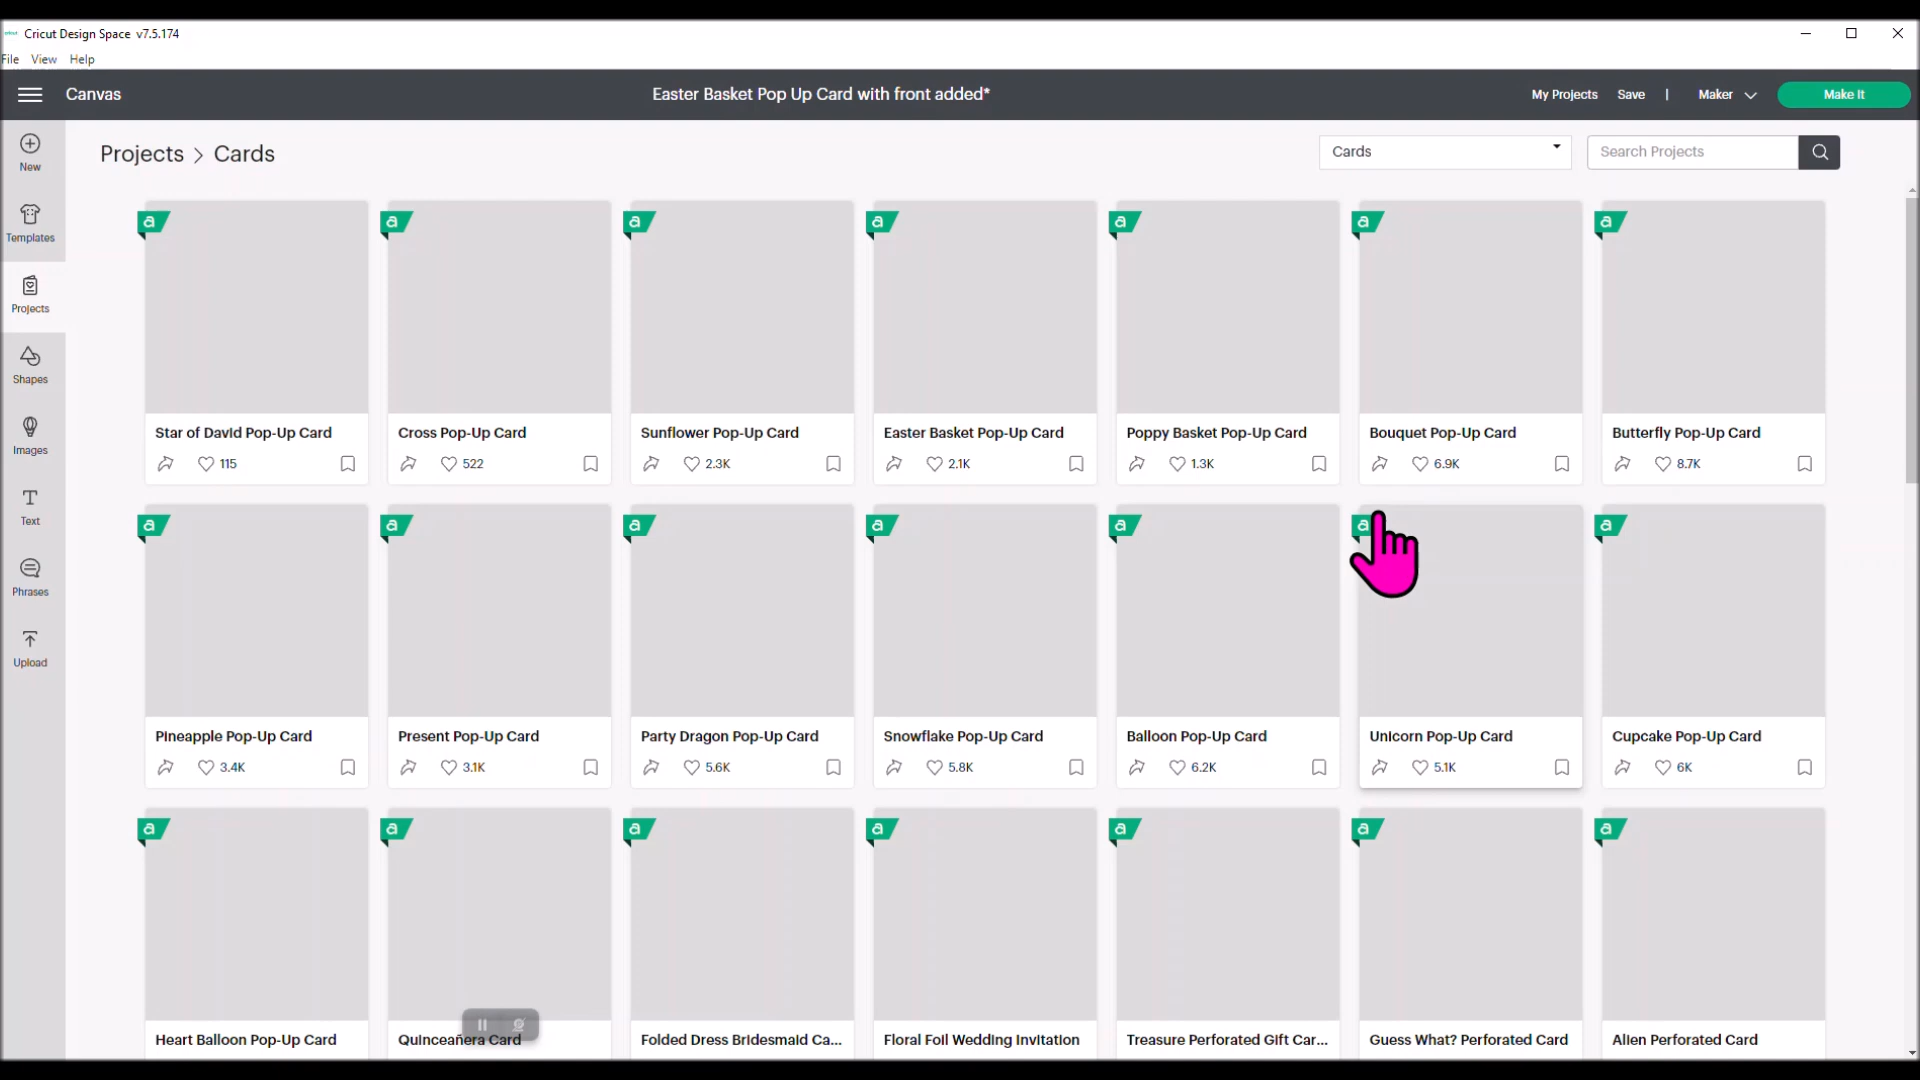 Cricut Design Space v7.5.174
File View Help
Canvas
Easter Basket Pop Up Card with front added*
My Projects Save | Maker Make It
New
Templates
Projects
Shapes
Images
Text
Phrases
Upload
Projects > Cards
Cards
Search Projects
a a a a a a a
Star of David Pop-Up Card
115
Cross Pop-Up Card
522
Sunflower Pop-Up Card
2.3K
Easter Basket Pop-Up Card
2.1K
Poppy Basket Pop-Up Card
1.3K
Bouquet Pop-Up Card
6.9K
Butterfly Pop-Up Card
8.7K
a a a a a a a
Pineapple Pop-Up Card
3.4K
Present Pop-Up Card
3.1K
Party Dragon Pop-Up Card
5.6K
Snowflake Pop-Up Card
5.8K
Balloon Pop-Up Card
6.2K
Unicorn Pop-Up Card
5.1K
Cupcake Pop-Up Card
6K
a a a a a a a
Heart Balloon Pop-Up Card
Quinceañera Card
Folded Dress Bridesmaid Ca...
Floral Foil Wedding Invitation
Treasure Perforated Gift Car...
Guess What? Perforated Card
Alien Perforated Card